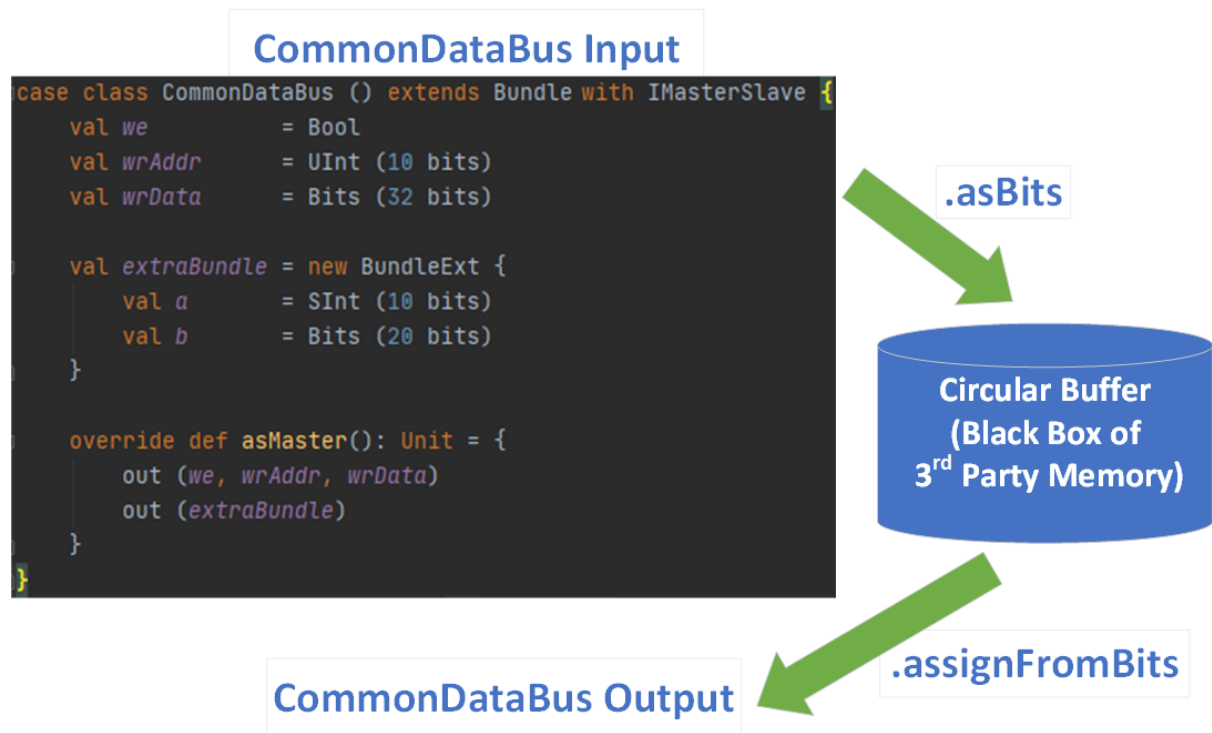 CommonDataBus Input
case class CommonDataBus () extends Bundle with IMasterSlave {
    val we           = Bool
    val wrAddr       = UInt (10 bits)
    val wrData       = Bits (32 bits)
    val extraBundle = new BundleExt {
        val a        = SInt (10 bits)
        val b        = Bits (20 bits)
    }
    override def asMaster(): Unit = {
        out (we, wrAddr, wrData)
        out (extraBundle)
    }
}
.asBits
Circular Buffer
(Black Box of
3rd Party Memory)
.assignFromBits
CommonDataBus Output